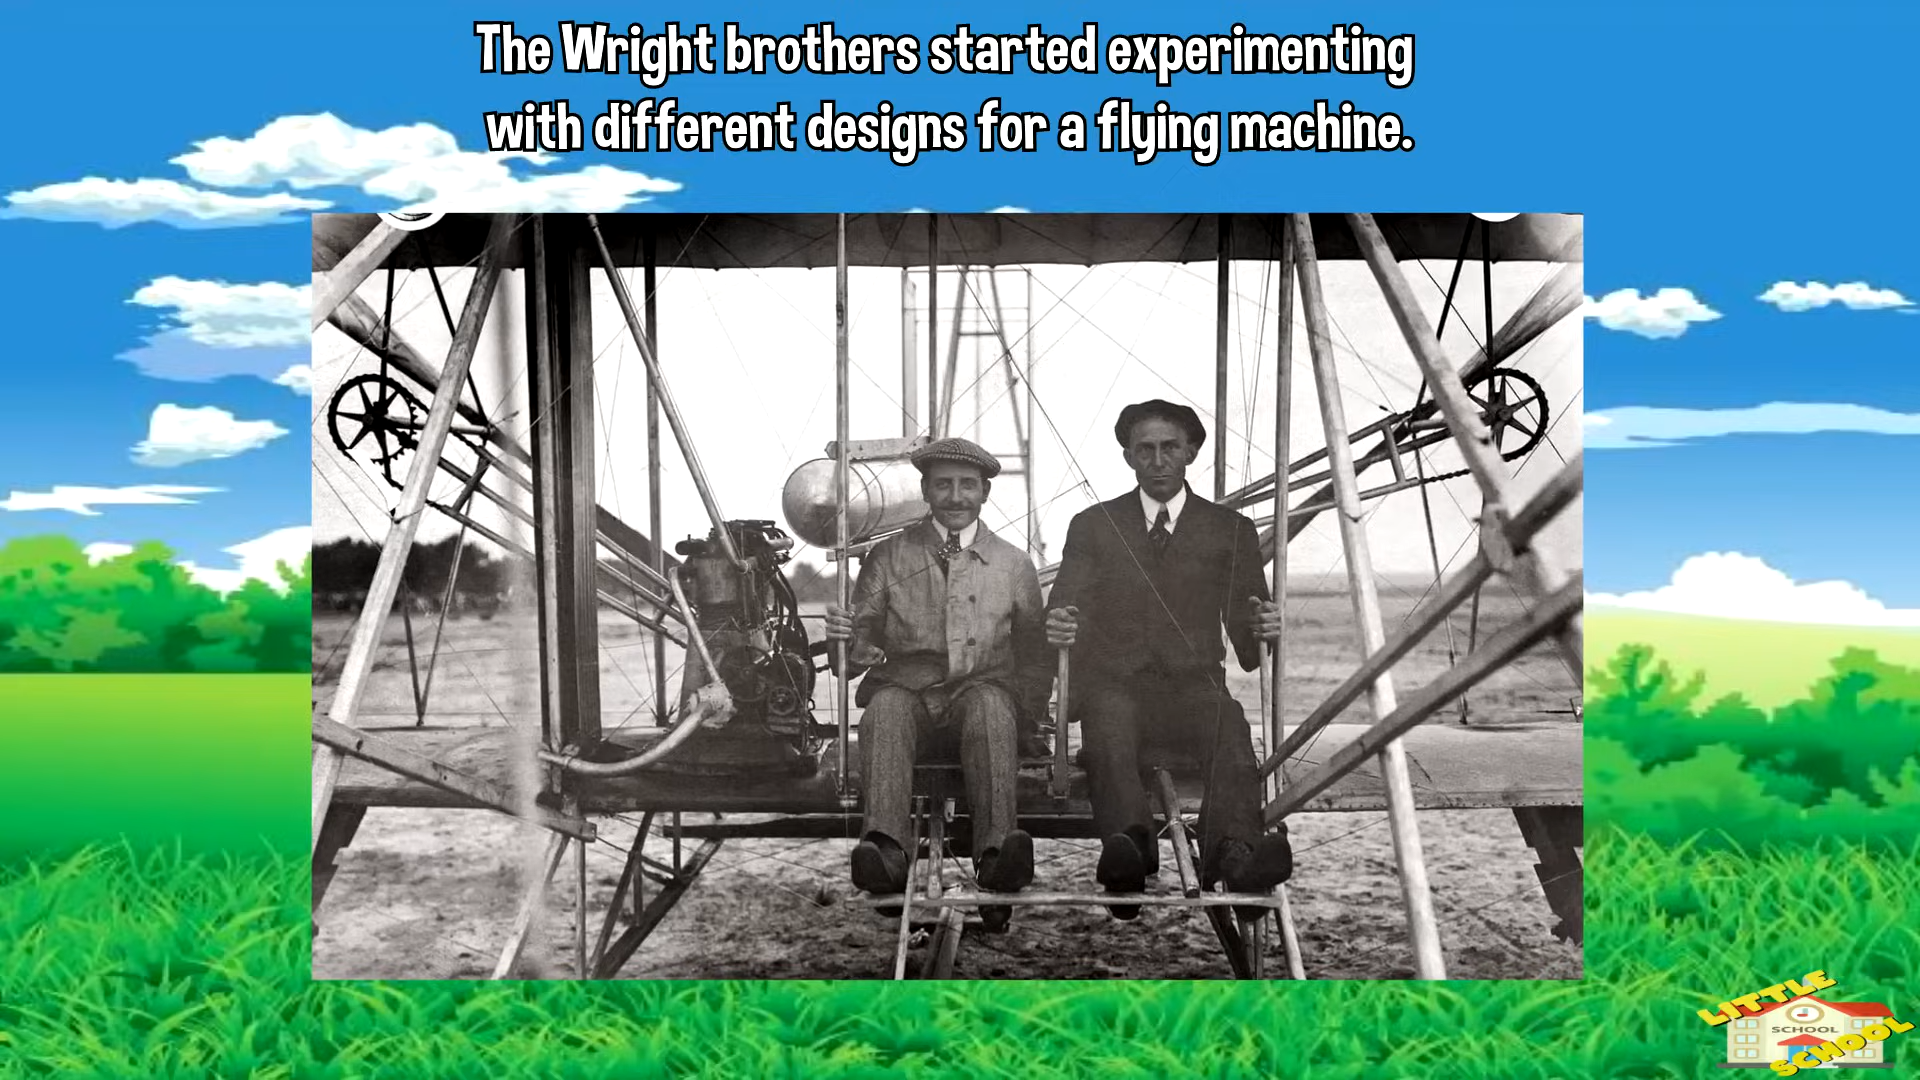 The Wright brothers started experimenting
with different designs for a flying machine.
LITTLE
SCHOOL
SCHOOL